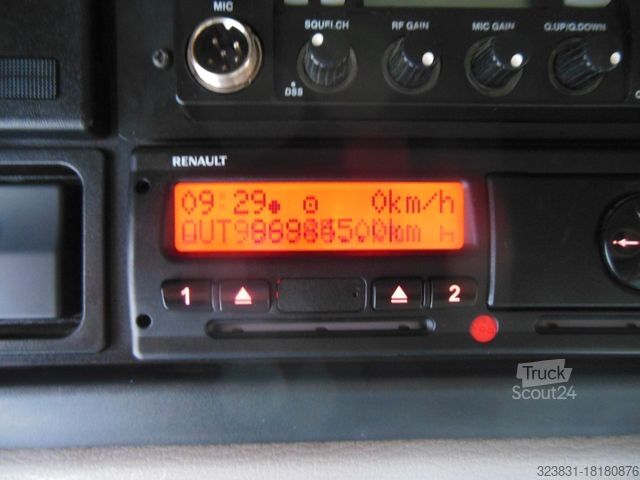 MIC
SQUELCH
RF GAIN
MIC GAIN
Q.UP/Q.DOWN
DSS
RENAULT
09:29 0km/h
1
2
Truck
Scout24
323831-18180876